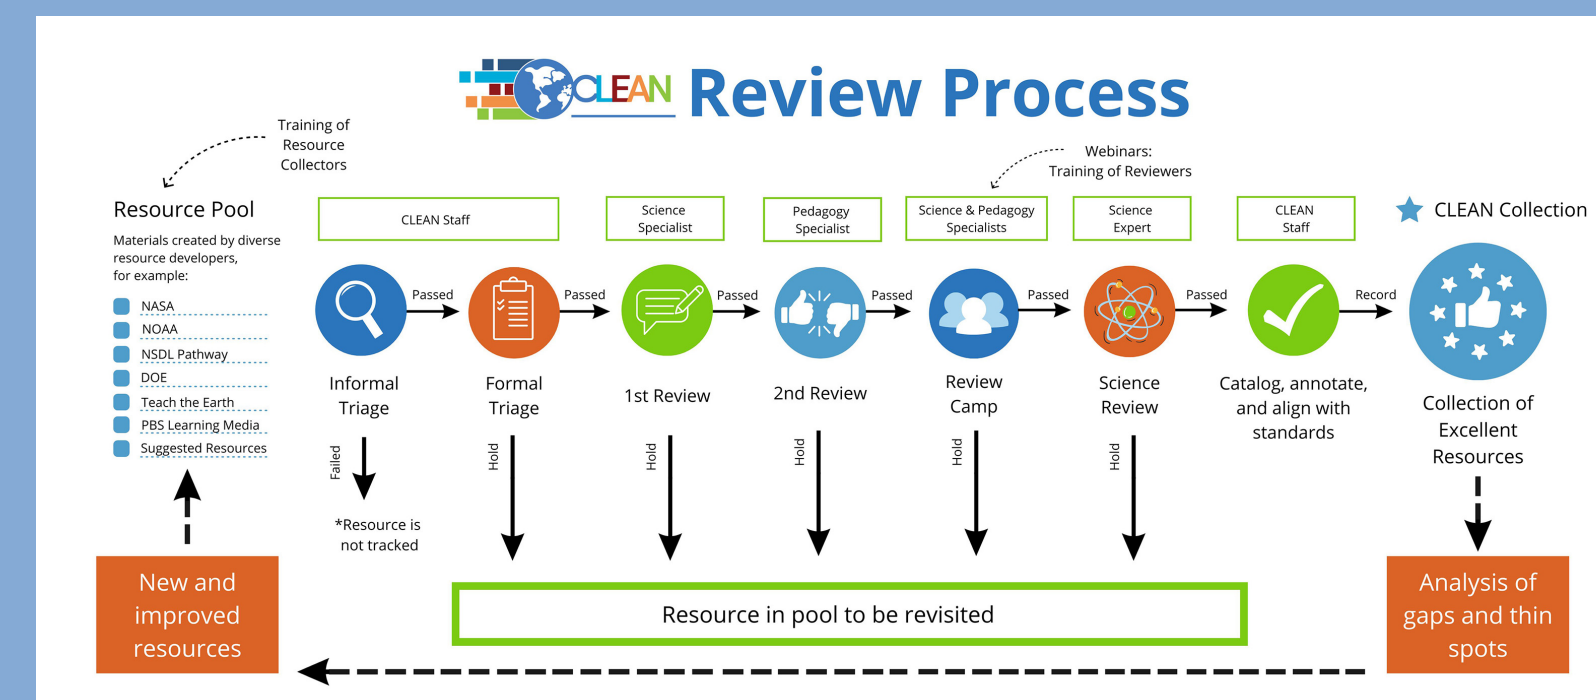 CLEAN Review Process
Training of
Resource
Collectors
Webinars:
Training of Reviewers
Resource Pool
Materials created by diverse
resource developers,
for example:
NASA
NOAA
NSDL Pathway
DOE
Teach the Earth
PBS Learning Media
Suggested Resources
CLEAN Staff
Science
Specialist
Pedagogy
Specialist
Science & Pedagogy
Specialists
Science
Expert
CLEAN
Staff
CLEAN Collection
Passed
Passed
Passed
Passed
Passed
Passed
Record
Informal
Triage
Formal
Triage
1st Review
2nd Review
Review
Camp
Science
Review
Catalog, annotate,
and align with
standards
Collection of
Excellent
Resources
Failed
Hold
Hold
Hold
Hold
Hold
*Resource is
not tracked
New and
improved
resources
Resource in pool to be revisited
Analysis of
gaps and thin
spots